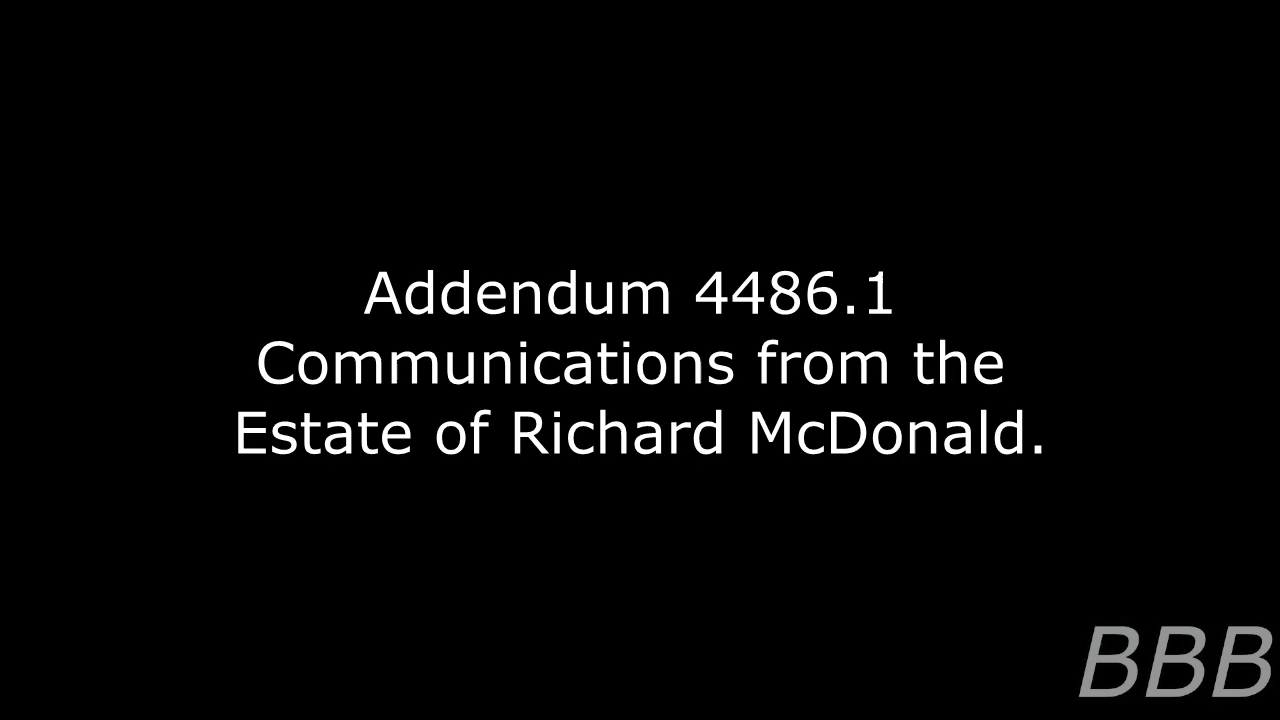 Addendum 4486.1
Communications from the
Estate of Richard McDonald.
BBB